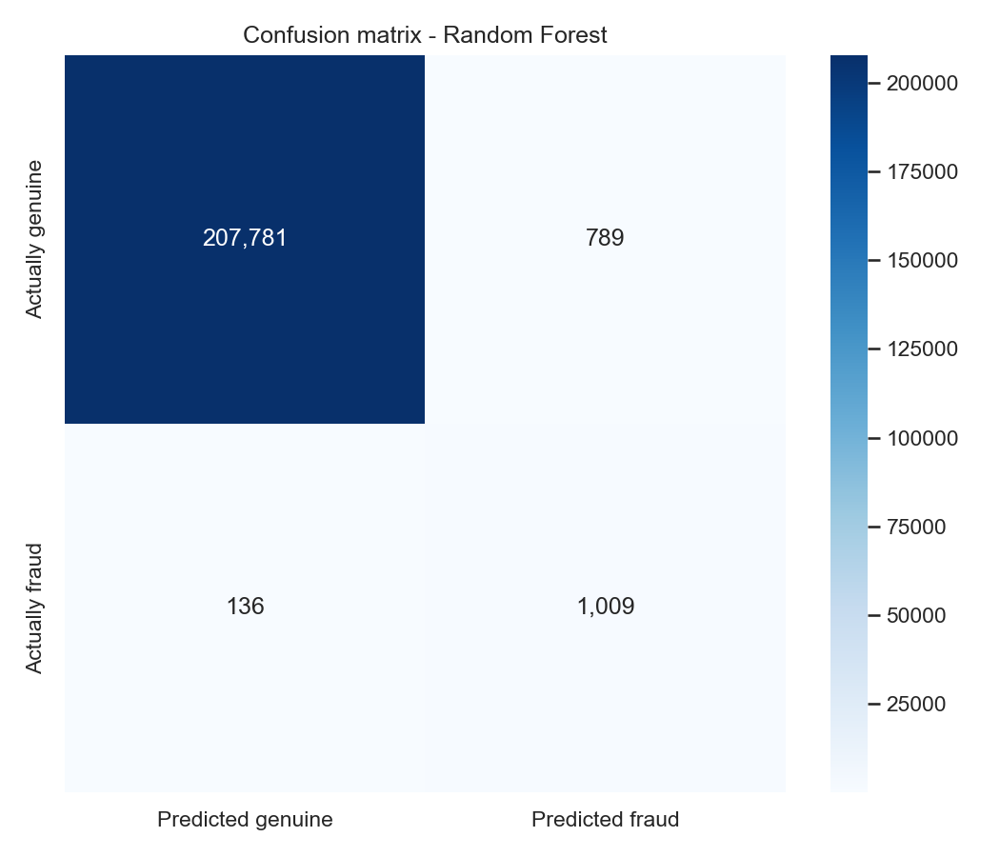 Confusion matrix - Random Forest
Actually genuine
207,781
789
Actually fraud
136
1,009
Predicted genuine
Predicted fraud
200000
175000
150000
125000
100000
75000
50000
25000